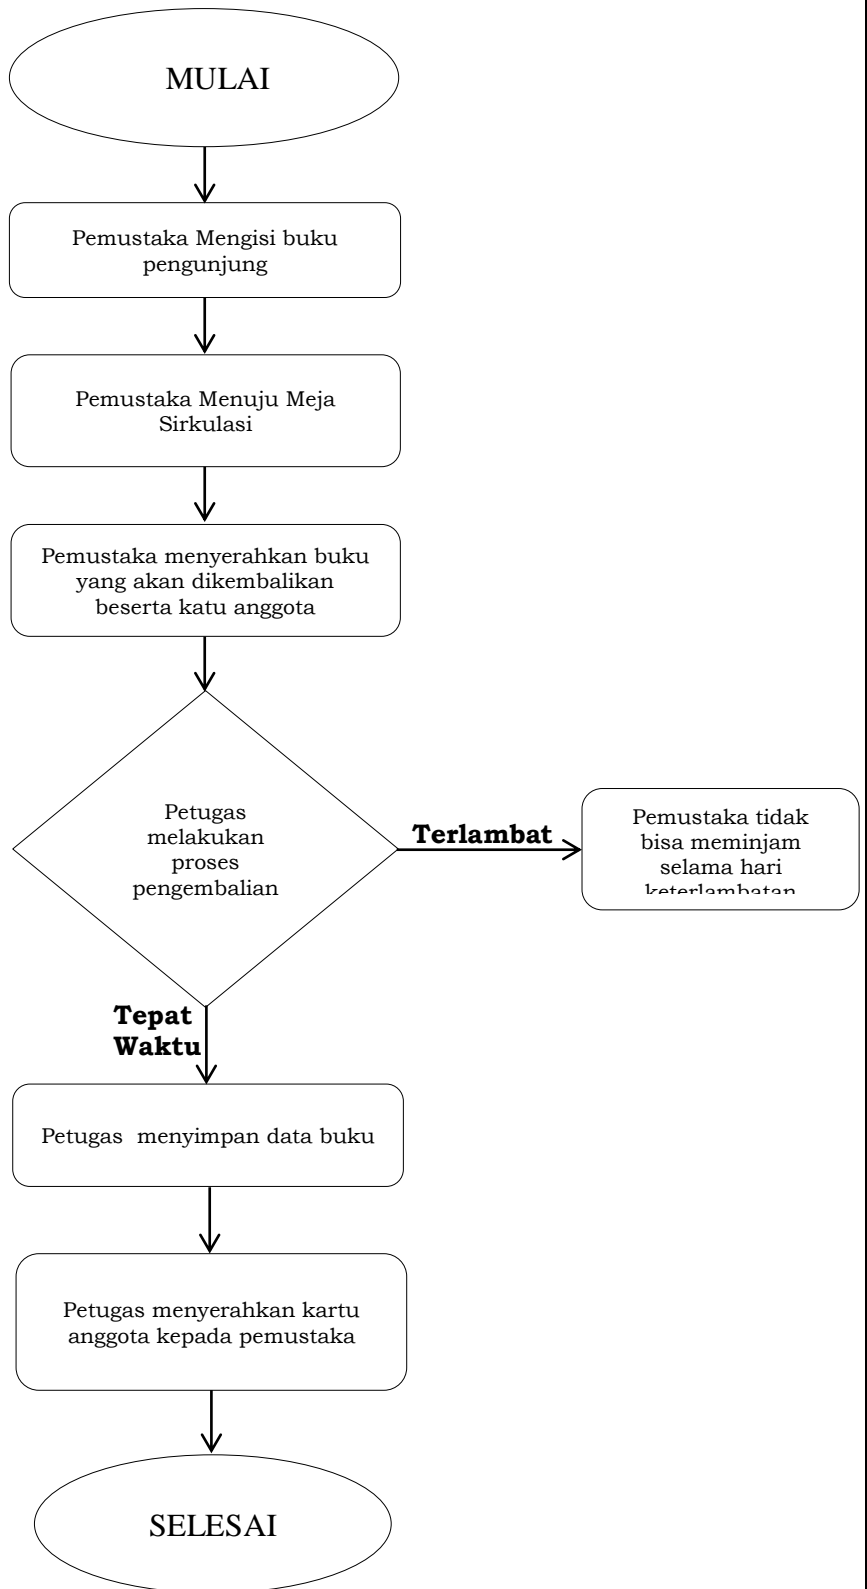 MULAI
Pemustaka Mengisi buku
pengunjung
Pemustaka Menuju Meja
Sirkulasi
Pemustaka menyerahkan buku
yang akan dikembalikan
beserta katu anggota
Petugas
melakukan
proses
pengembalian
Terlambat
Pemustaka tidak
bisa meminjam
selama hari
keterlambatan
Tepat
Waktu
Petugas  menyimpan data buku
Petugas menyerahkan kartu
anggota kepada pemustaka
SELESAI